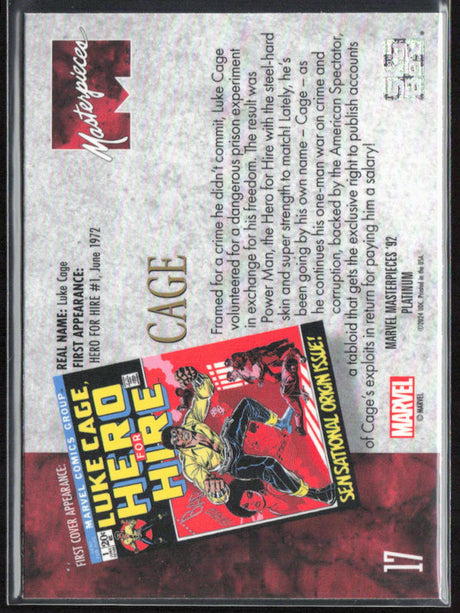 Masterpieces
REAL NAME: Luke Cage
FIRST APPEARANCE:
HERO FOR HIRE #1, June 1972
CAGE
Framed for a crime he didn't commit, Luke Cage
volunteered for a dangerous prison experiment
in exchange for his freedom. The result was
Power Man, the Hero for Hire with the steel-hard
skin and super strength to match! Lately, he's
been going by his own name – Cage – as
he continues his one-man war on crime and
corruption, backed by the American Spectator,
a tabloid that gets the exclusive right to publish accounts
of Cage's exploits in return for paying him a salary!
FIRST COVER APPEARANCE:
MARVEL COMICS GROUP
1
20¢
LUKE CAGE,
HERO
FOR
HIRE
SENSATIONAL ORIGIN ISSUE!
MARVEL
© MARVEL
MARVEL MASTERPIECES '92
PLATINUM
17